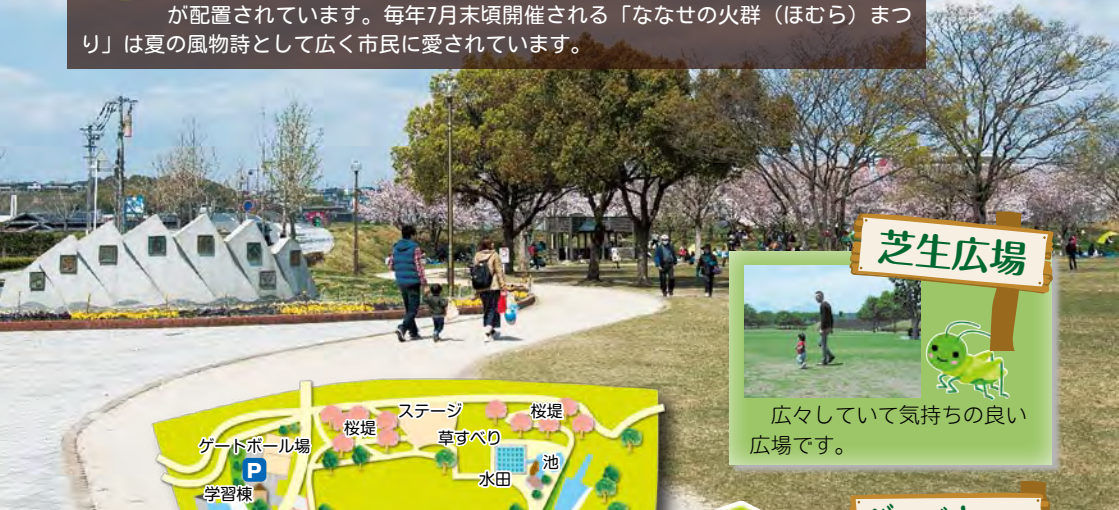 が配置されています。毎年7月末頃開催される「ななせの火群（ほむら）まつ
り」は夏の風物詩として広く市民に愛されています。
芝生広場
広々していて気持ちの良い
広場です。
ステージ
桜堤
桜堤
草すべり
ゲートボール場
池
P
水田
学習棟